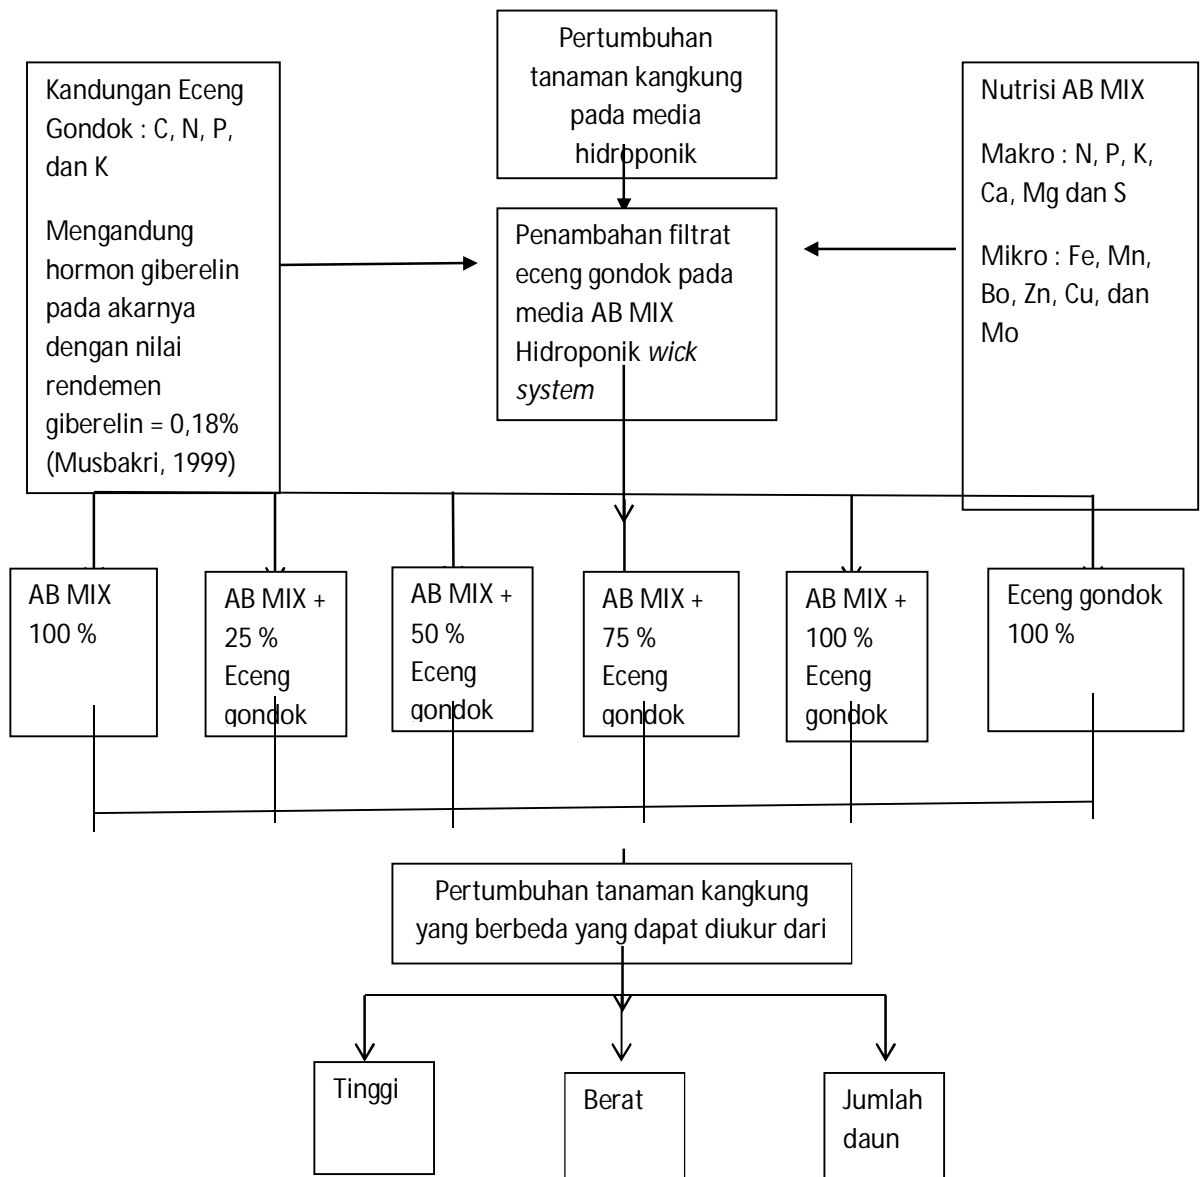 Pertumbuhan
tanaman kangkung
pada media
hidroponik
Kandungan Eceng
Gondok : C, N, P,
dan K
Mengandung
hormon giberelin
pada akarnya
dengan nilai
rendemen
giberelin = 0,18%
(Musbakri, 1999)
Penambahan filtrat
eceng gondok pada
media AB MIX
Hidroponik wick
system
Nutrisi AB MIX
Makro : N, P, K,
Ca, Mg dan S
Mikro : Fe, Mn,
Bo, Zn, Cu, dan
Mo
AB MIX
100 %
AB MIX +
25 %
Eceng
gondok
AB MIX +
50 %
Eceng
gondok
AB MIX +
75 %
Eceng
gondok
AB MIX +
100 %
Eceng
gondok
Eceng gondok
100 %
Pertumbuhan tanaman kangkung
yang berbeda yang dapat diukur dari
Tinggi
Berat
Jumlah
daun